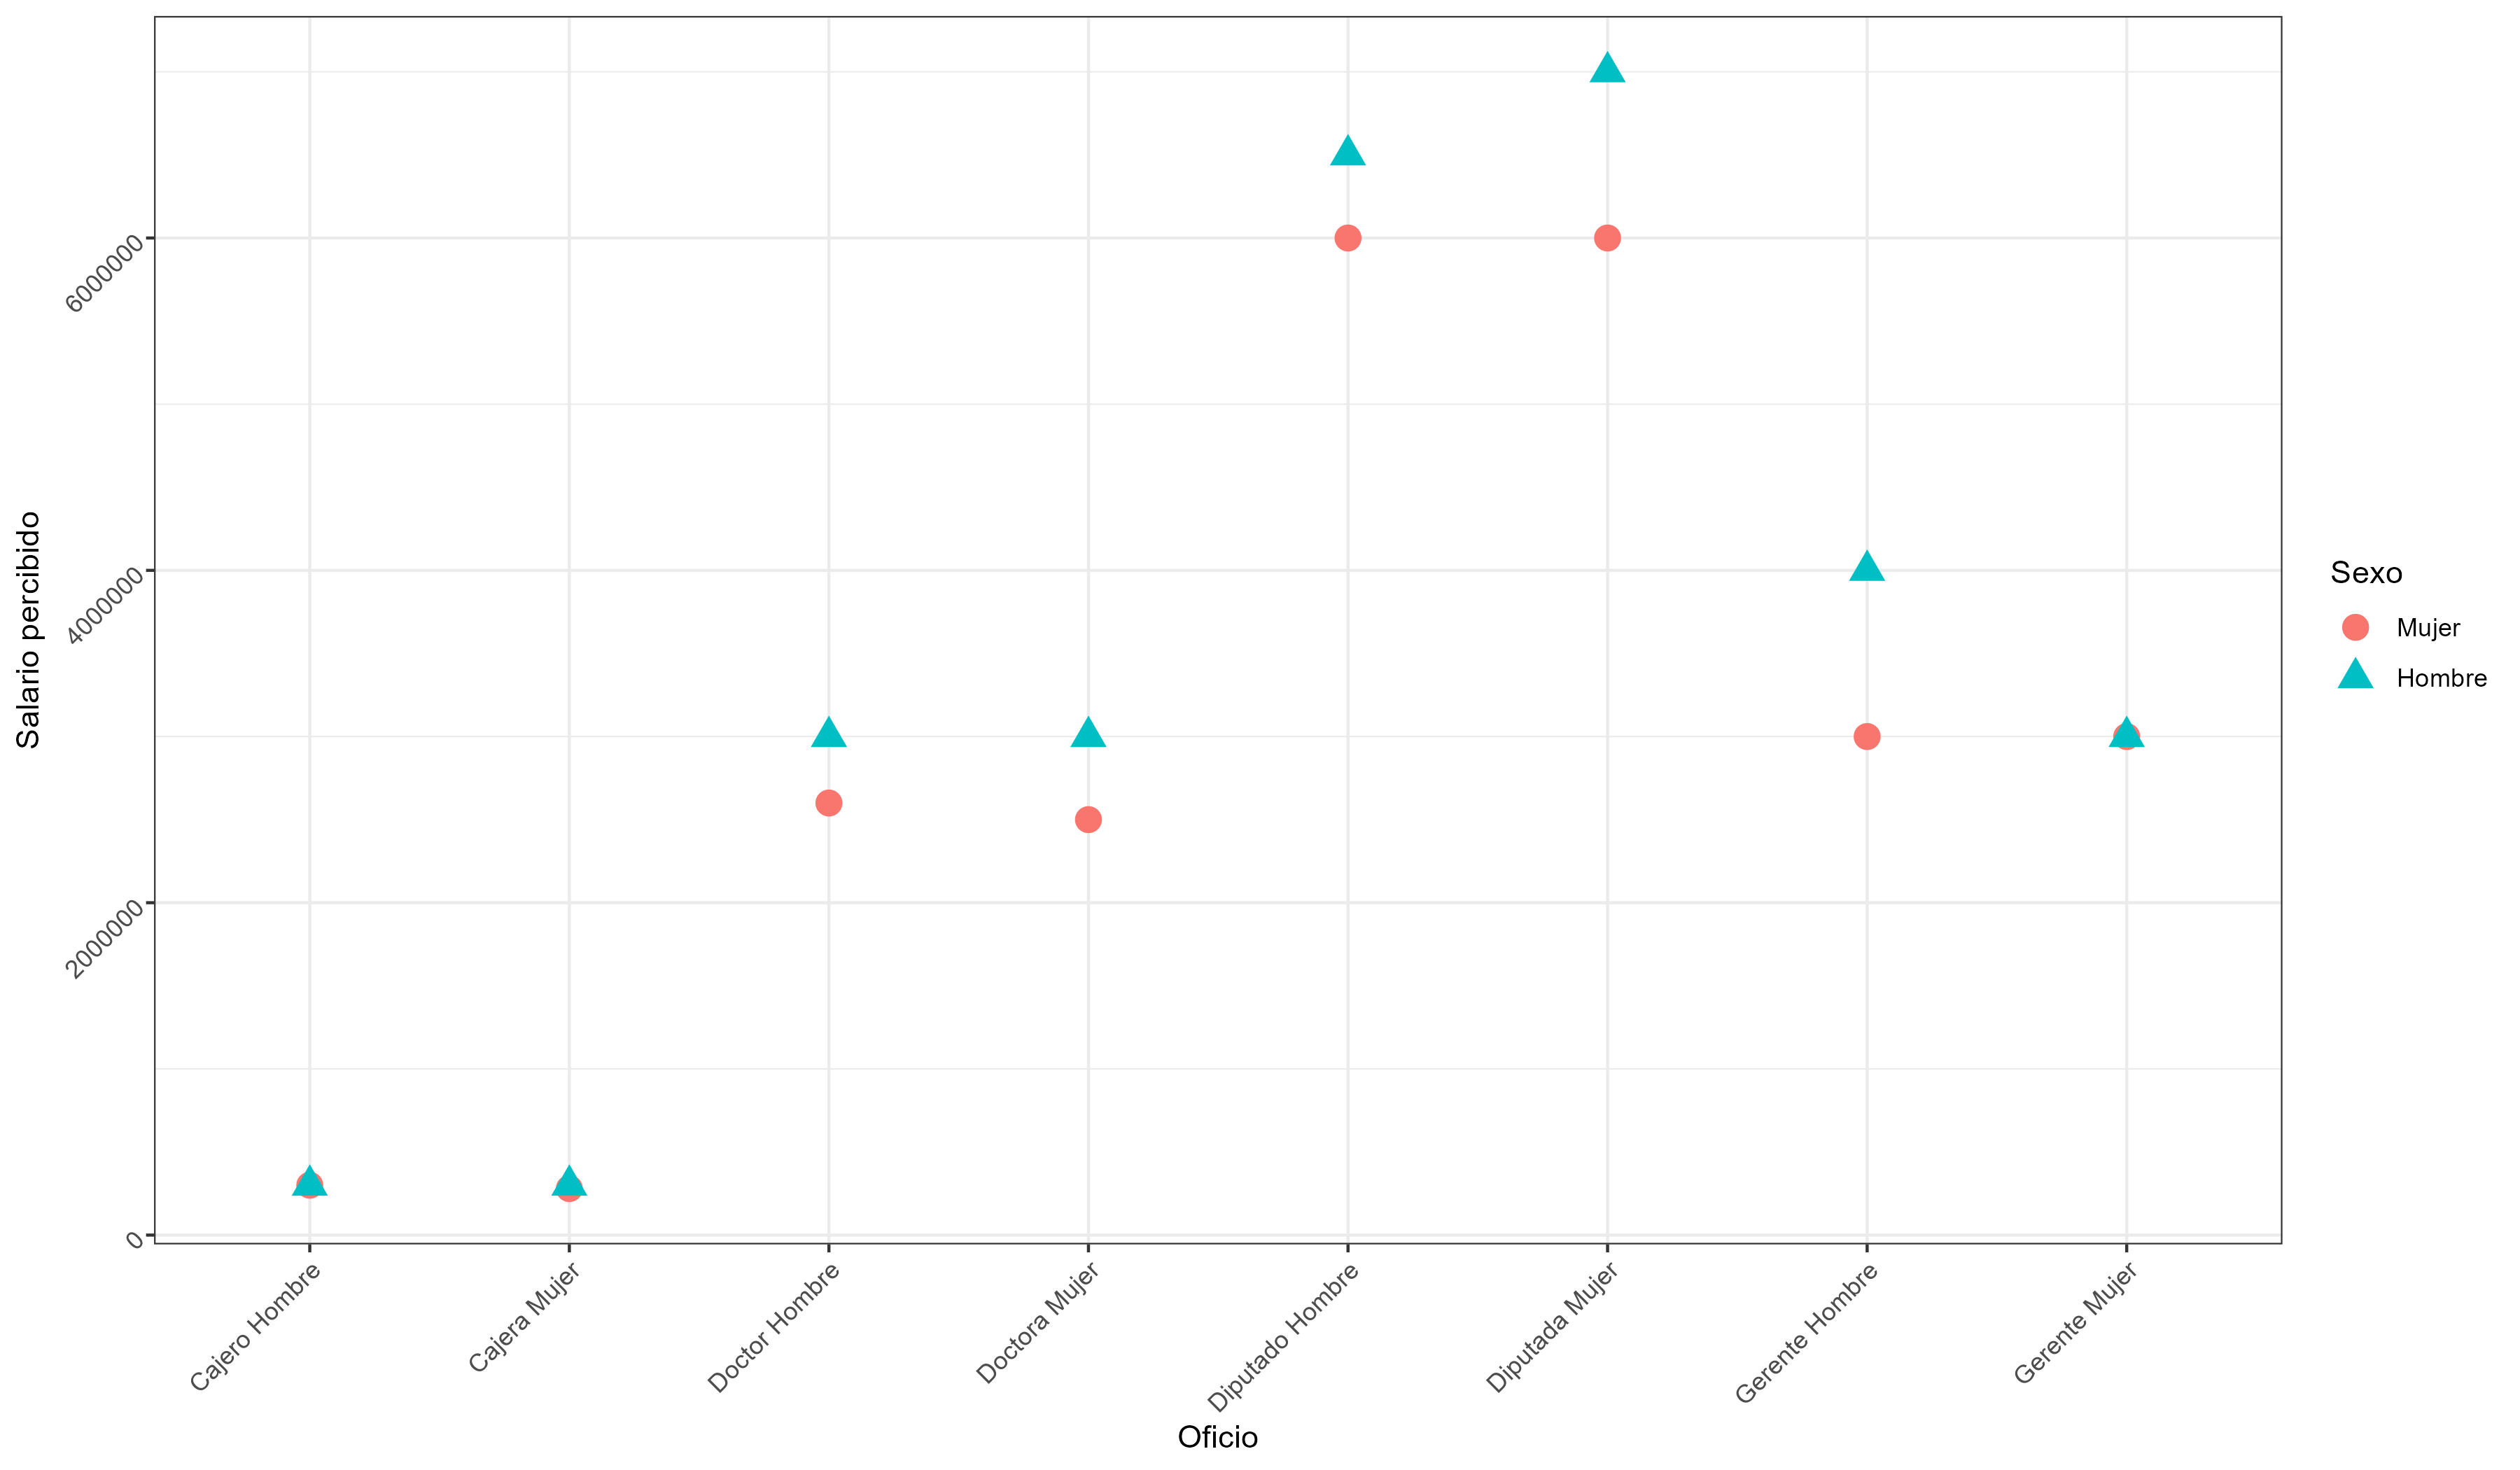 Salario percibido
6000000
4000000
2000000
0
Cajero Hombre
Cajera Mujer
Doctor Hombre
Doctora Mujer
Diputado Hombre
Diputada Mujer
Gerente Hombre
Gerente Mujer
Oficio
Sexo
Mujer
Hombre